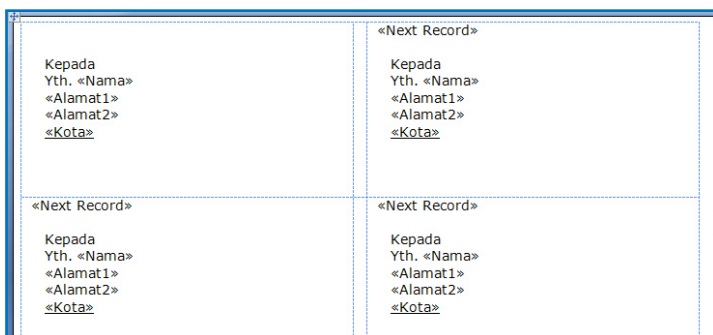 Kepada
Yth. «Nama»
«Alamat1»
«Alamat2»
«Kota»
«Next Record»
Kepada
Yth. «Nama»
«Alamat1»
«Alamat2»
«Kota»
«Next Record»
Kepada
Yth. «Nama»
«Alamat1»
«Alamat2»
«Kota»
«Next Record»
Kepada
Yth. «Nama»
«Alamat1»
«Alamat2»
«Kota»